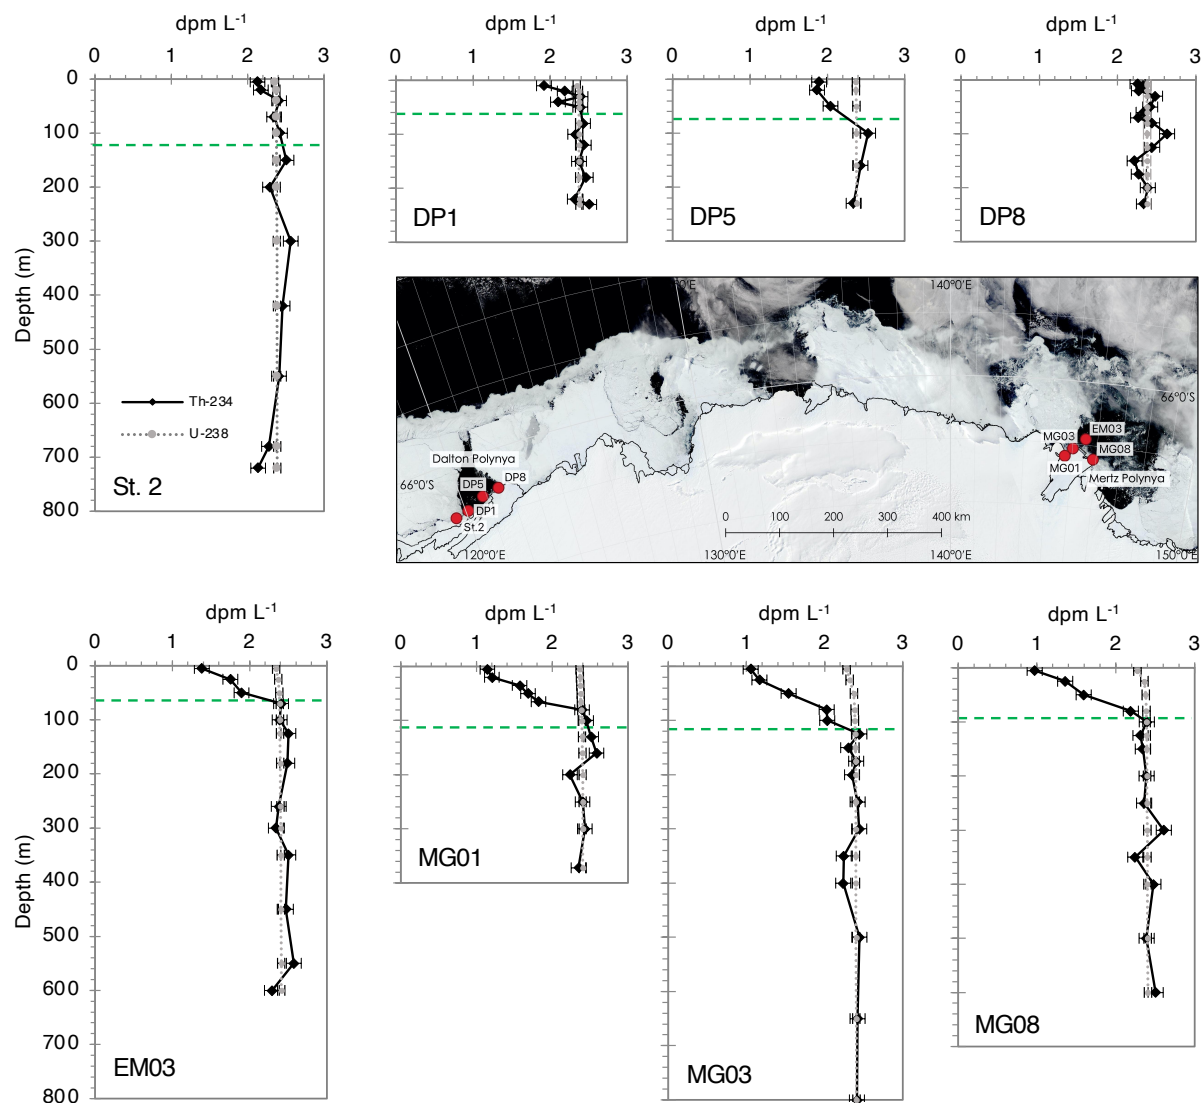 dpm L-1
dpm L-1
dpm L-1
dpm L-1
0 1 2 3
0 1 2 3
0 1 2 3
0 1 2 3
0
100
200
300
400
500
600
700
800
Depth (m)
Th-234
U-238
St. 2
DP1
DP5
DP8
140°0'E
66°0'S
Dalton Polynya
DP5
DP8
66°0'S
DP1
St.2
120°0'E
130°0'E
140°0'E
150°0'E
0 100 200 300 400 km
MG03
EM03
MG08
MG01
Mertz Polynya
dpm L-1
dpm L-1
dpm L-1
dpm L-1
0 1 2 3
0 1 2 3
0 1 2 3
0 1 2 3
0
100
200
300
400
500
600
700
800
Depth (m)
EM03
MG01
MG03
MG08